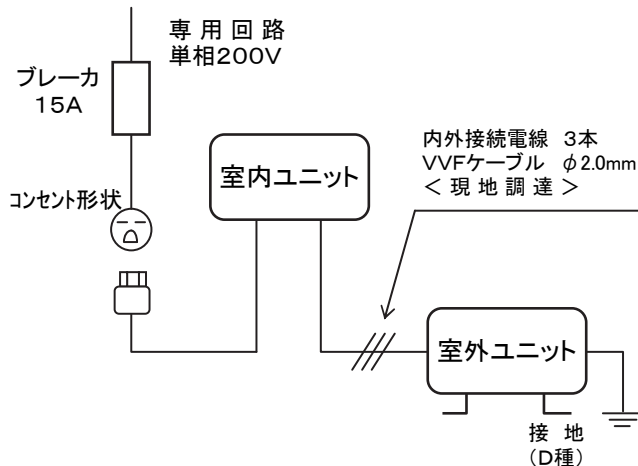 専用回路
単相200V
ブレーカ
15A
コンセント形状
室内ユニット
内外接続電線 3本
VVFケーブル φ2.0mm
＜現地調達＞
室外ユニット
接地
（D種）